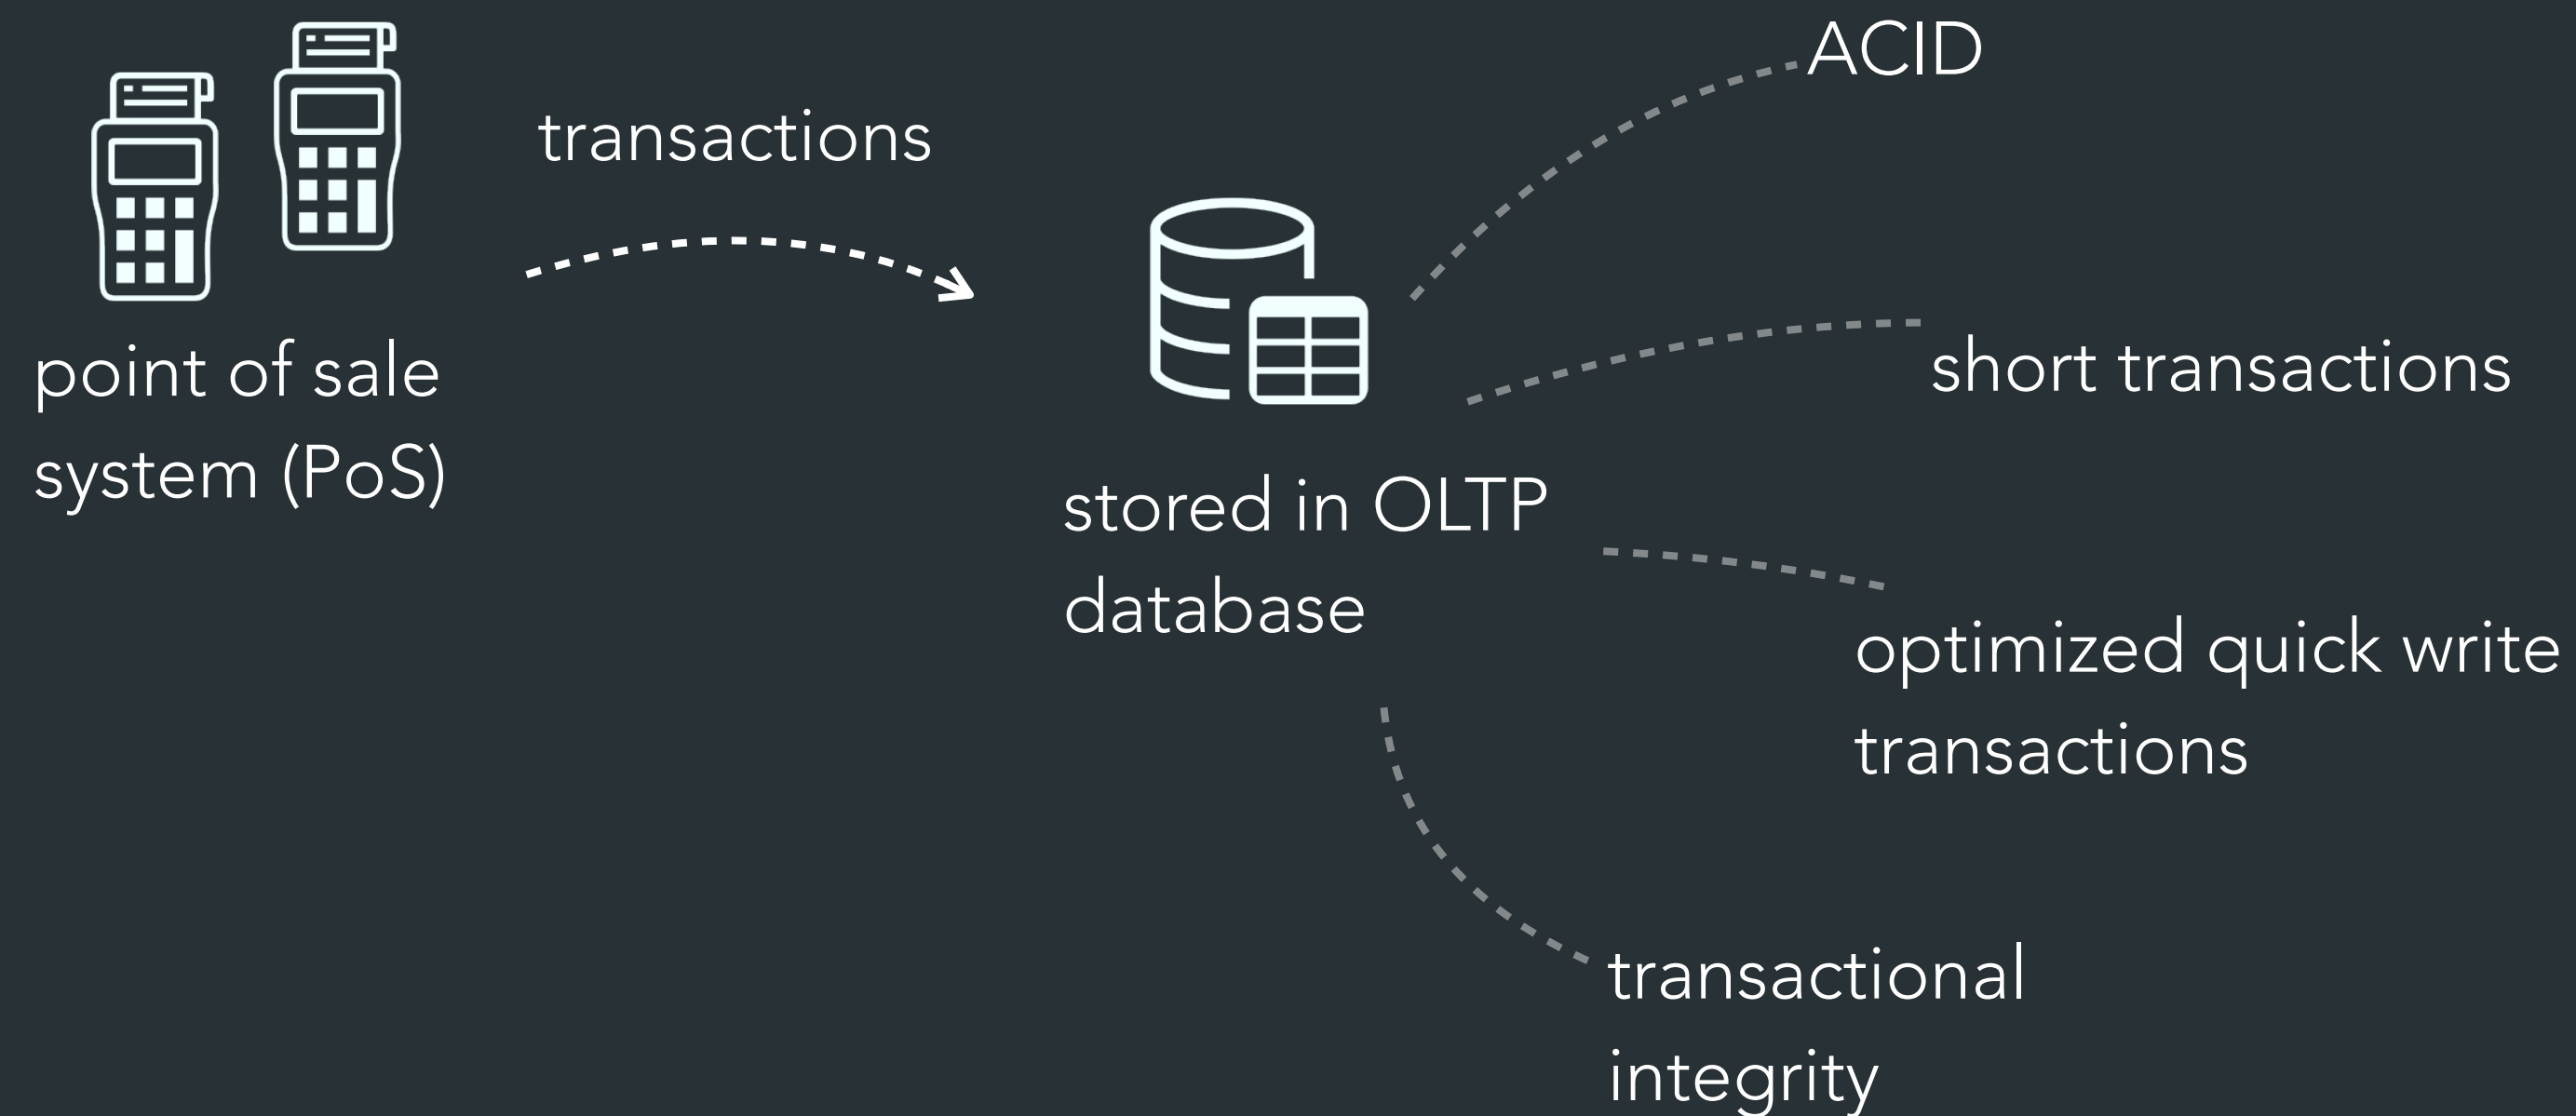 transactions
point of sale
system (PoS)
stored in OLTP
database
ACID
short transactions
optimized quick write
transactions
transactional
integrity